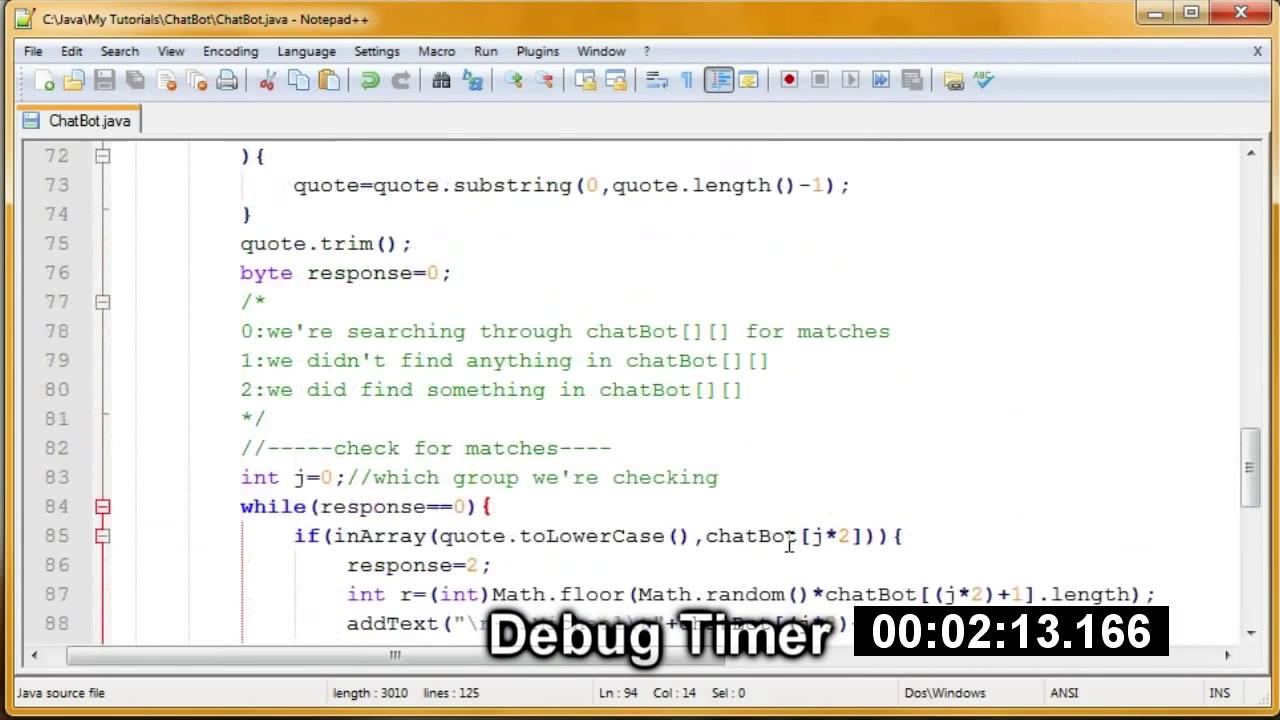 C:\Java\My Tutorials\ChatBot\ChatBot.java - Notepad++
File Edit Search View Encoding Language Settings Macro Run Plugins Window ? X
ChatBot.java
72 ){
73 quote=quote.substring(0,quote.length()-1);
74 }
75 quote.trim();
76 byte response=0;
77 /*
78 0:we're searching through chatBot[][] for matches
79 1:we didn't find anything in chatBot[][]
80 2:we did find something in chatBot[][]
81 */
82 //-----check for matches----
83 int j=0;//which group we're checking
84 while(response==0){
85 if(inArray(quote.toLowerCase(),chatBot[j*2])){
86 response=2;
87 int r=(int)Math.floor(Math.random()*chatBot[(j*2)+1].length);
88 addText("\n
Debug Timer 00:02:13.166
Java source file length : 3010 lines : 125 Ln : 94 Col : 14 Sel : 0 Dos\Windows ANSI INS